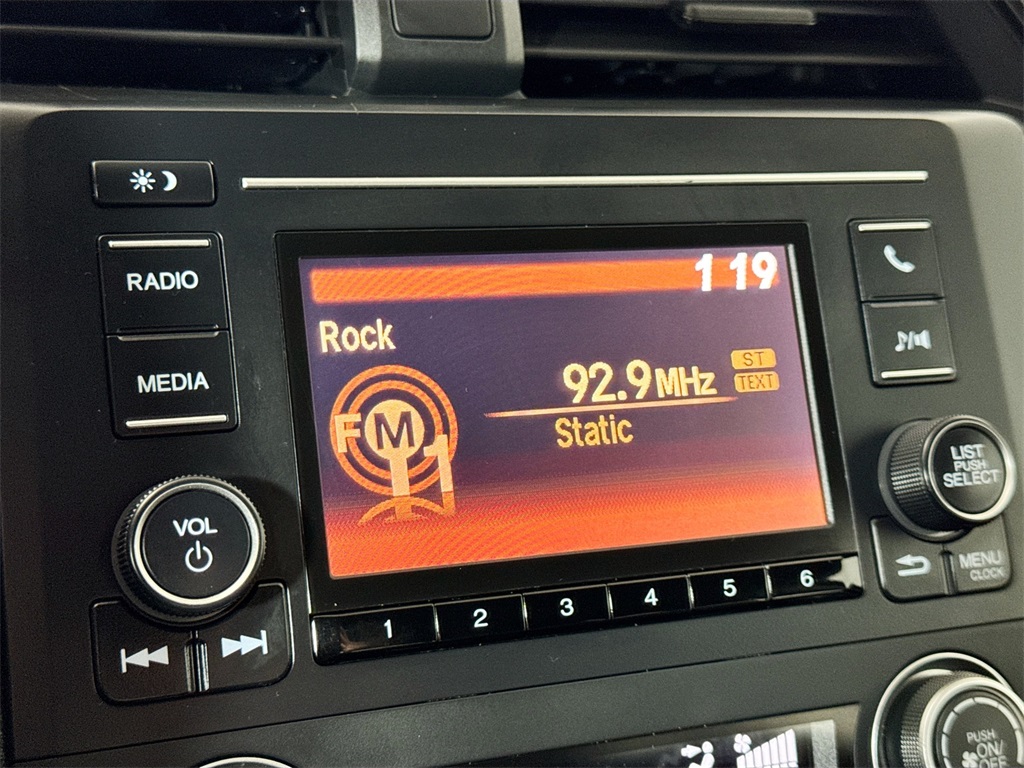 RADIO
MEDIA
VOL
1 19
Rock
92.9MHz
ST
TEXT
FM
1
Static
1 2 3 4 5 6
LIST
PUSH
SELECT
MENU
CLOCK
PUSH
ON/
OFF